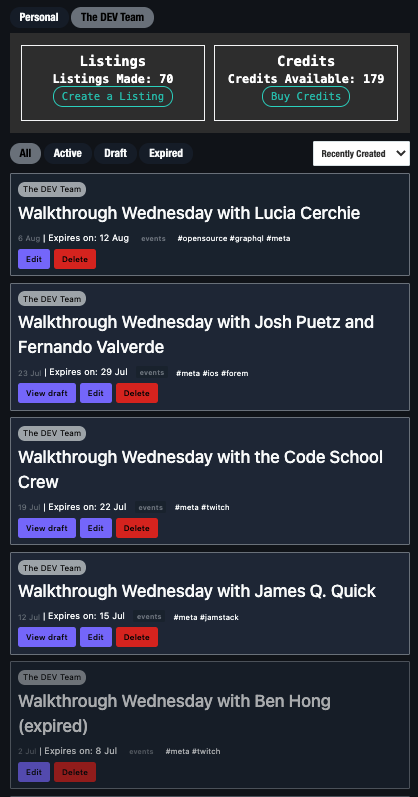 Personal The DEV Team
Listings
Listings Made: 70
Create a Listing
Credits
Credits Available: 179
Buy Credits
All Active Draft Expired Recently Created
The DEV Team
Walkthrough Wednesday with Lucia Cerchie
6 Aug | Expires on: 12 Aug events #opensource #graphql #meta
Edit Delete
The DEV Team
Walkthrough Wednesday with Josh Puetz and
Fernando Valverde
23 Jul | Expires on: 29 Jul events #meta #ios #forem
View draft Edit Delete
The DEV Team
Walkthrough Wednesday with the Code School
Crew
19 Jul | Expires on: 22 Jul events #meta #twitch
View draft Edit Delete
The DEV Team
Walkthrough Wednesday with James Q. Quick
12 Jul | Expires on: 15 Jul events #meta #jamstack
View draft Edit Delete
The DEV Team
Walkthrough Wednesday with Ben Hong
(expired)
2 Jul | Expires on: 8 Jul events #meta #twitch
Edit Delete